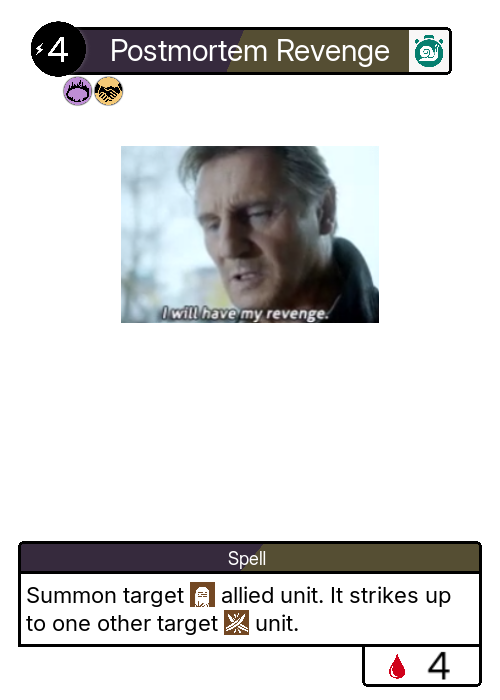 4 Postmortem Revenge
I will have my revenge.
Spell
Summon target allied unit. It strikes up
to one other target unit.
4